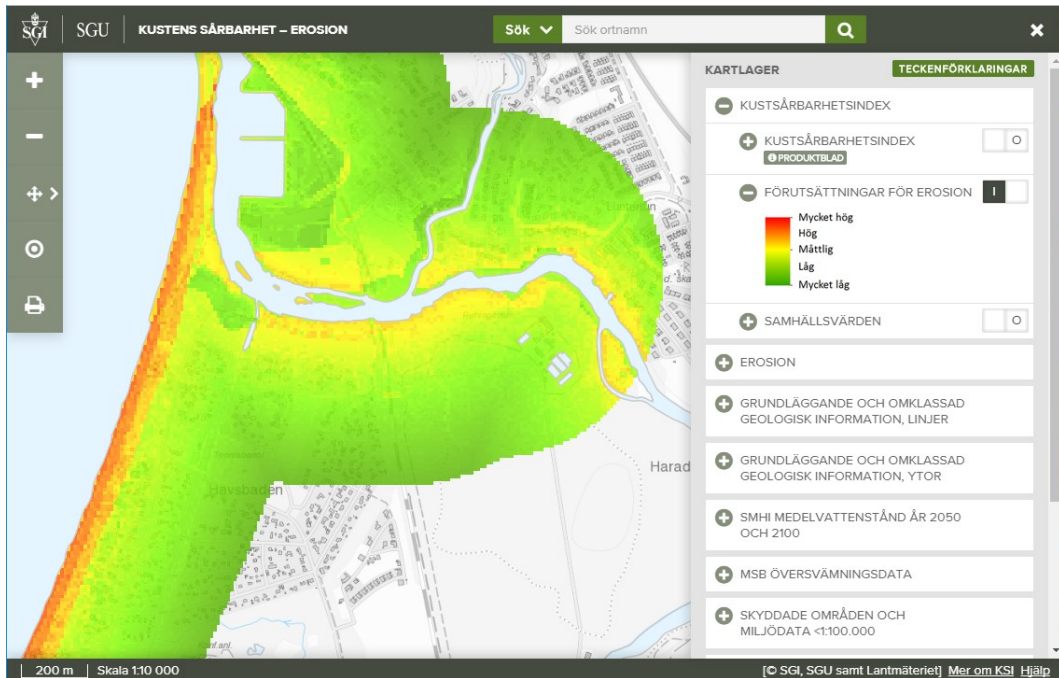 SGI
SGU
KUSTENS SÅRBARHET – EROSION
Sök
Sök ortnamn
KARTLAGER
TECKENFÖRKLARINGAR
KUSTSÅRBARHETSINDEX
KUSTSÅRBARHETSINDEX
PRODUKTBLAD
FÖRUTSÄTTNINGAR FÖR EROSION
Mycket hög
Hög
Måttlig
Låg
Mycket låg
SAMHÄLLSVÄRDEN
EROSION
GRUNDLÄGGANDE OCH OMKLASSAD
GEOLOGISK INFORMATION, LINJER
GRUNDLÄGGANDE OCH OMKLASSAD
GEOLOGISK INFORMATION, YTOR
SMHI MEDELVATTENSTÅND ÅR 2050
OCH 2100
MSB ÖVERSVÄMNINGSDATA
SKYDDADE OMRÅDEN OCH
MILJÖDATA <1:100.000
Harad
Havsbaden
200 m
Skala 1:10 000
[© SGI, SGU samt Lantmäteriet] Mer om KSI Hjälp